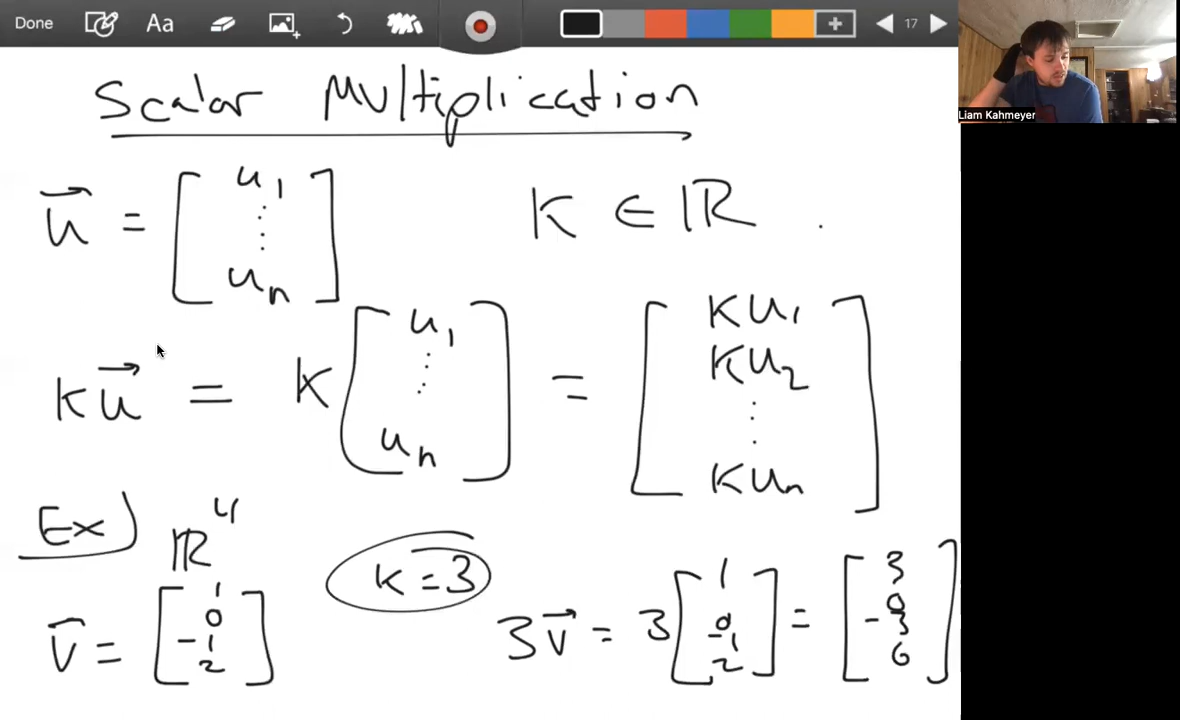 Done Aa 17
Liam Kahmeyer
Scalar Multiplication
u⃗ = [ u₁ ⋮ uₙ ] K ∈ ℝ .
K u⃗ = K [ u₁ ⋮ uₙ ] = [ Ku₁ Ku₂ ⋮ Kuₙ ]
Ex) ℝ⁴
K = 3
v⃗ = [ 1 0 -1 2 ] 3v⃗ = 3 [ 1 0 -1 2 ] = [ 3 0 -3 6 ]